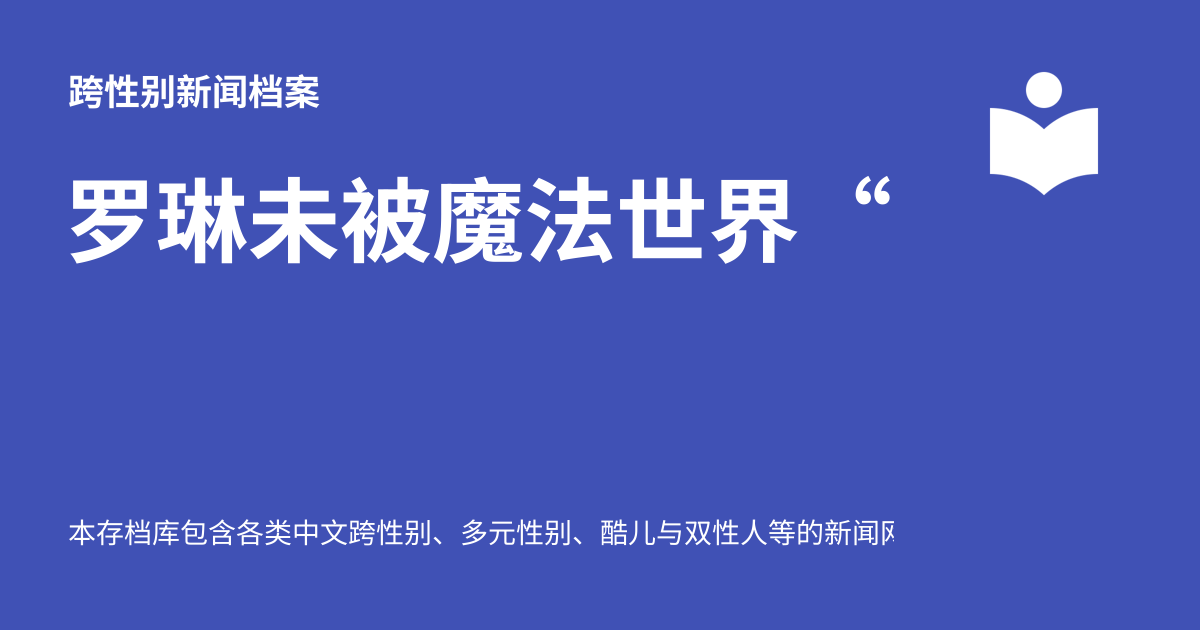 跨性别新闻档案
罗琳未被魔法世界 “
本存档库包含各类中文跨性别、多元性别、酷儿与双性人等的新闻